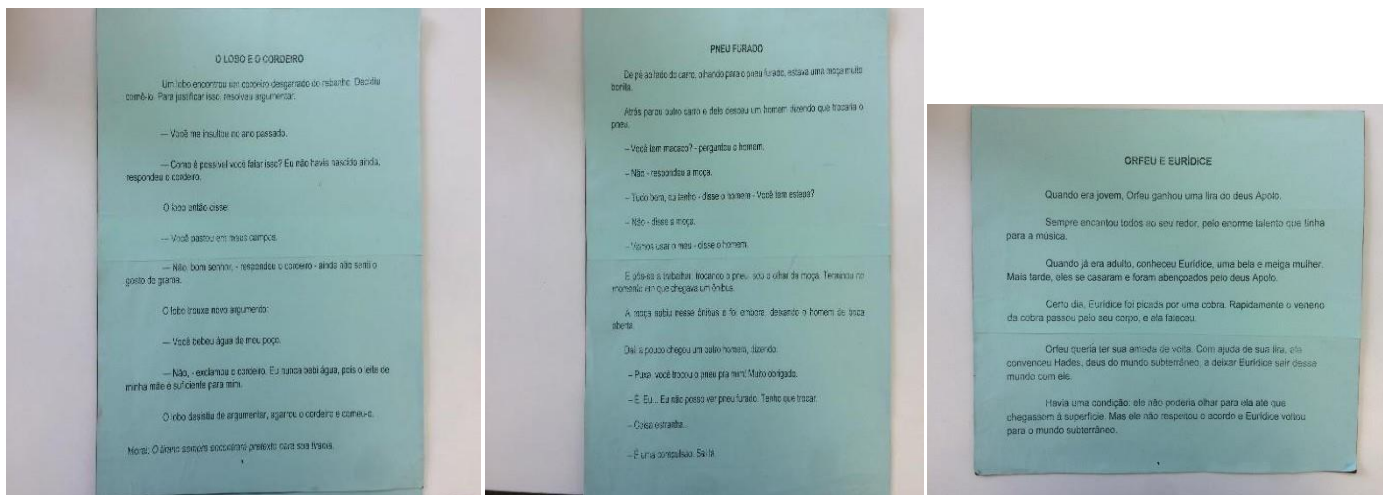 O LOBO E O CORDEIRO
Um lobo encontrou um cordeiro desgarrado do rebanho. Decidiu
comê-lo. Para justificar isso, resolveu argumentar:
— Você me insultou no ano passado.
— Como é possível você falar isso? Eu não havia nascido ainda,
respondeu o cordeiro.
O lobo então disse:
— Você pastou em meus campos.
— Não, bom senhor, - respondeu o cordeiro - ainda não senti o
gosto de grama.
O lobo trouxe novo argumento:
— Você bebeu água de meu poço.
— Não, - exclamou o cordeiro. Eu nunca bebi água, pois o leite de
minha mãe é suficiente para mim.
O lobo desistiu de argumentar, agarrou o cordeiro e comeu-o.
Moral: O tirano sempre encontrará pretexto para sua tirania.
PNEU FURADO
De pé ao lado do carro, olhando para o pneu furado, estava uma moça muito
bonita.
Atrás parou outro carro e dele desceu um homem dizendo que trocaria o
pneu.
– Você tem macaco? - perguntou o homem.
– Não - respondeu a moça.
– Tudo bem, eu tenho - disse o homem - Você tem estepe?
– Não - disse a moça.
– Vamos usar o meu - disse o homem.
E pôs-se a trabalhar, trocando o pneu, sob o olhar da moça. Terminou no
momento em que chegava um ônibus.
A moça subiu nesse ônibus e foi embora, deixando o homem de boca
aberta.
Dali a pouco chegou um outro homem, dizendo:
– Puxa, você trocou o pneu pra mim! Muito obrigado.
– É. Eu... Eu não posso ver pneu furado. Tenho que trocar.
– Coisa estranha.
– É uma compulsão. Sei lá.
ORFEU E EURÍDICE
Quando era jovem, Orfeu ganhou uma lira do deus Apolo.
Sempre encantou todos ao seu redor, pelo enorme talento que tinha
para a música.
Quando já era adulto, conheceu Eurídice, uma bela e meiga mulher.
Mais tarde, eles se casaram e foram abençoados pelo deus Apolo.
Certo dia, Eurídice foi picada por uma cobra. Rapidamente o veneno
da cobra passou pelo seu corpo, e ela faleceu.
Orfeu queria ter sua amada de volta. Com ajuda de sua lira, ele
convenceu Hades, deus do mundo subterrâneo, a deixar Eurídice sair desse
mundo com ele.
Havia uma condição: ele não poderia olhar para ela até que
chegassem à superfície. Mas ele não respeitou o acordo e Eurídice voltou
para o mundo subterrâneo.